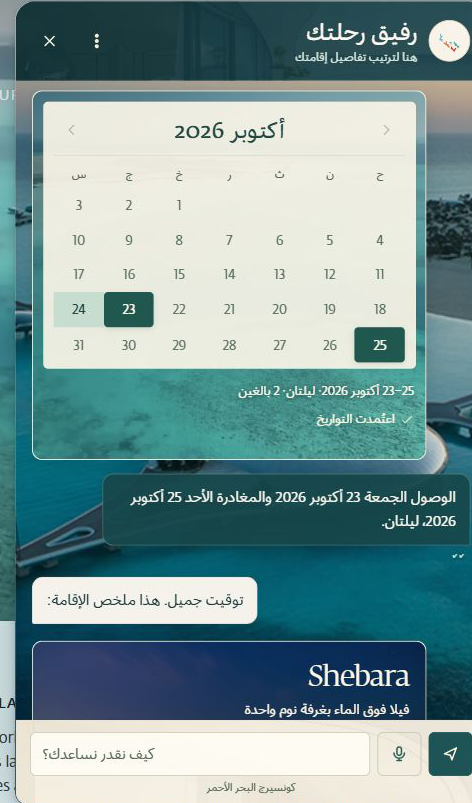 رفيق رحلتك
هنا لترتيب تفاصيل إقامتك
أكتوبر 2026
ح ن ث ر خ ج س
1 2 3
4 5 6 7 8 9 10
11 12 13 14 15 16 17
18 19 20 21 22 23 24
25 26 27 28 29 30 31
23–25 أكتوبر 2026 · ليلتان · 2 بالغين
اعتُمدت التواريخ
الوصول الجمعة 23 أكتوبر 2026 والمغادرة الأحد 25 أكتوبر
2026، ليلتان.
توقيت جميل. هذا ملخص الإقامة:
Shebara
فيلا فوق الماء بغرفة نوم واحدة
كيف نقدر نساعدك؟
كونسيرج البحر الأحمر